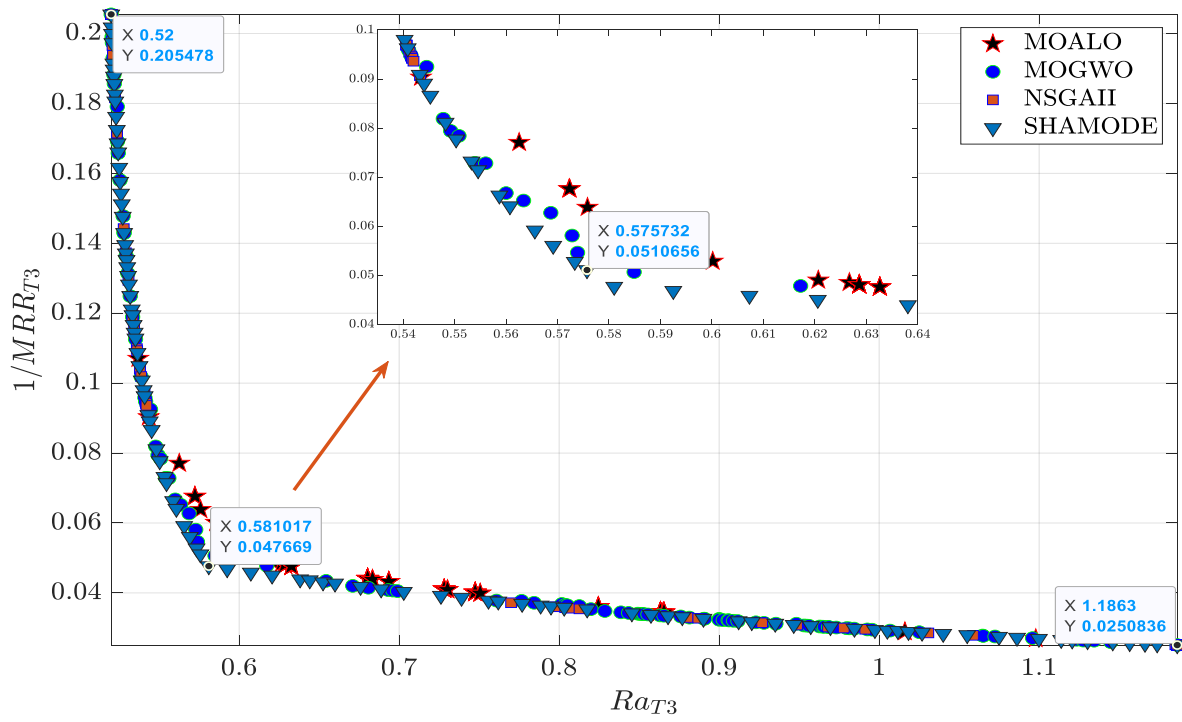 0.2
0.18
0.16
0.14
0.12
0.1
0.08
0.06
0.04
1/MRR_{T3}
X 0.52
Y 0.205478
0.1
0.09
0.08
0.07
0.06
0.05
0.04
0.54 0.55 0.56 0.57 0.58 0.59 0.6 0.61 0.62 0.63 0.64
X 0.575732
Y 0.0510656
MOALO
MOGWO
NSGAII
SHAMODE
X 0.581017
Y 0.047669
X 1.1863
Y 0.0250836
0.6 0.7 0.8 0.9 1 1.1
Ra_{T3}